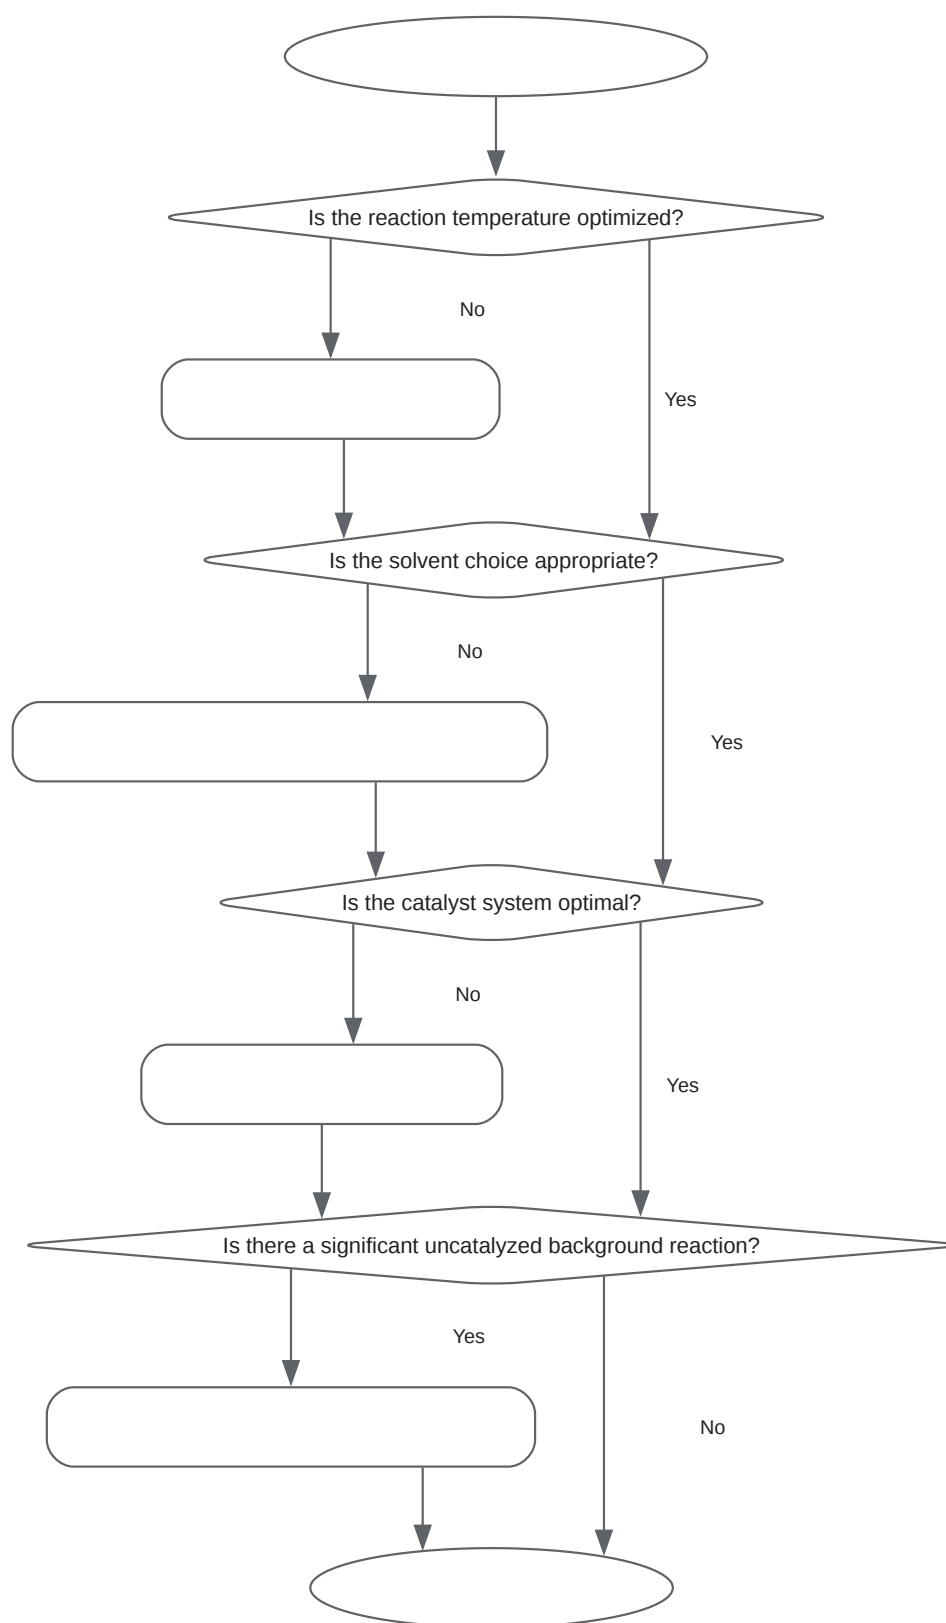 Is the reaction temperature optimized?
No
Yes
Is the solvent choice appropriate?
No
Yes
Is the catalyst system optimal?
No
Yes
Is there a significant uncatalyzed background reaction?
Yes
No